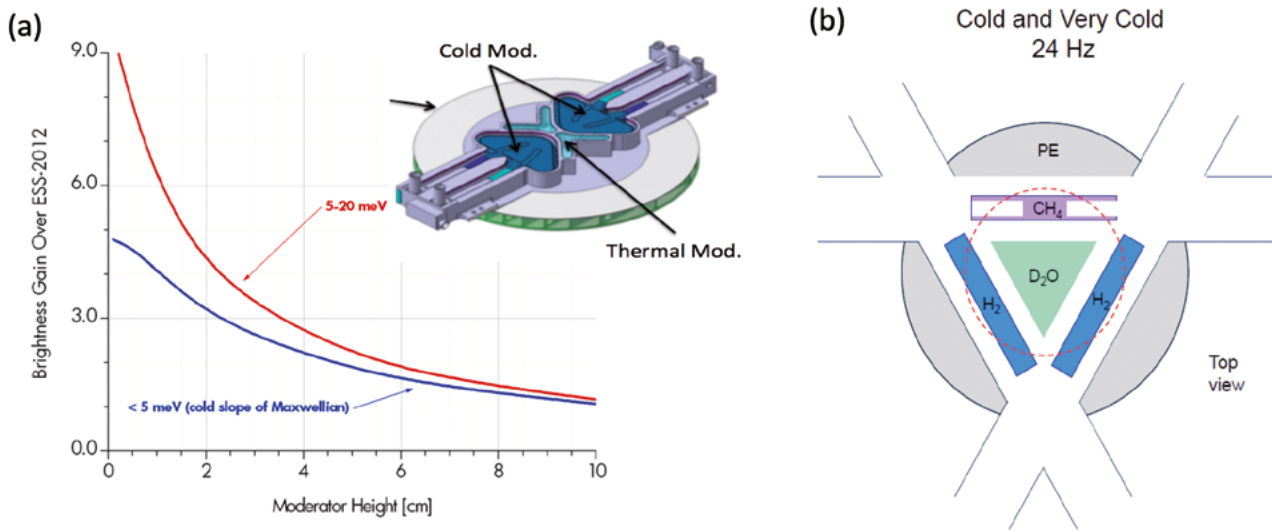 (a)
9.0
6.0
3.0
0.0
Brightness Gain Over ESS-2012
0
2
4
6
8
10
Moderator Height [cm]
5-20 meV
< 5 meV (cold slope of Maxwellian)
Cold Mod.
Thermal Mod.
(b)
Cold and Very Cold
24 Hz
PE
CH₄
D₂O
H₂
H₂
Top
view